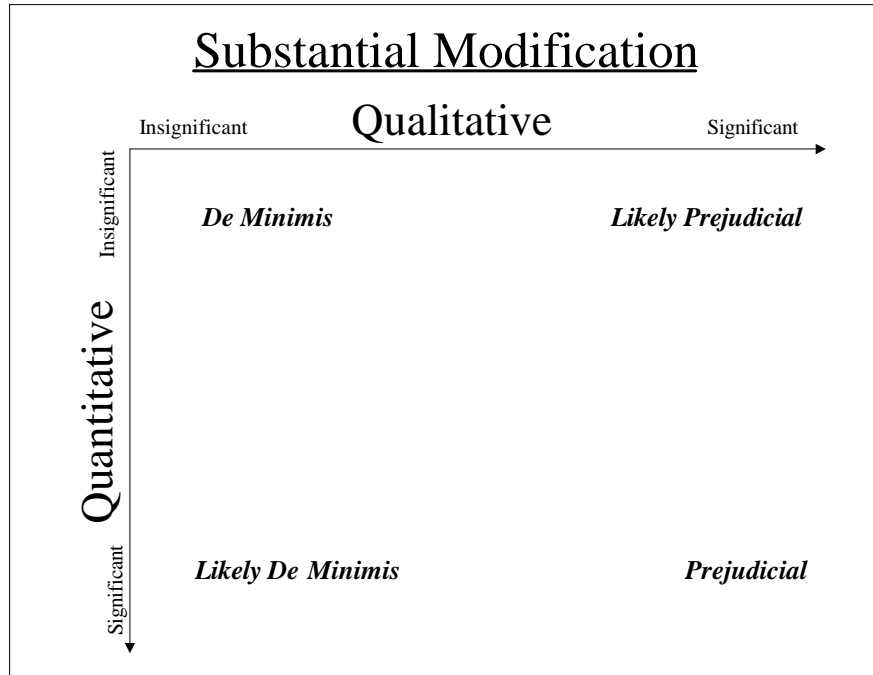 Substantial Modification
Insignificant Qualitative Significant
Insignificant
De Minimis Likely Prejudicial
Quantitative
Significant
Likely De Minimis Prejudicial